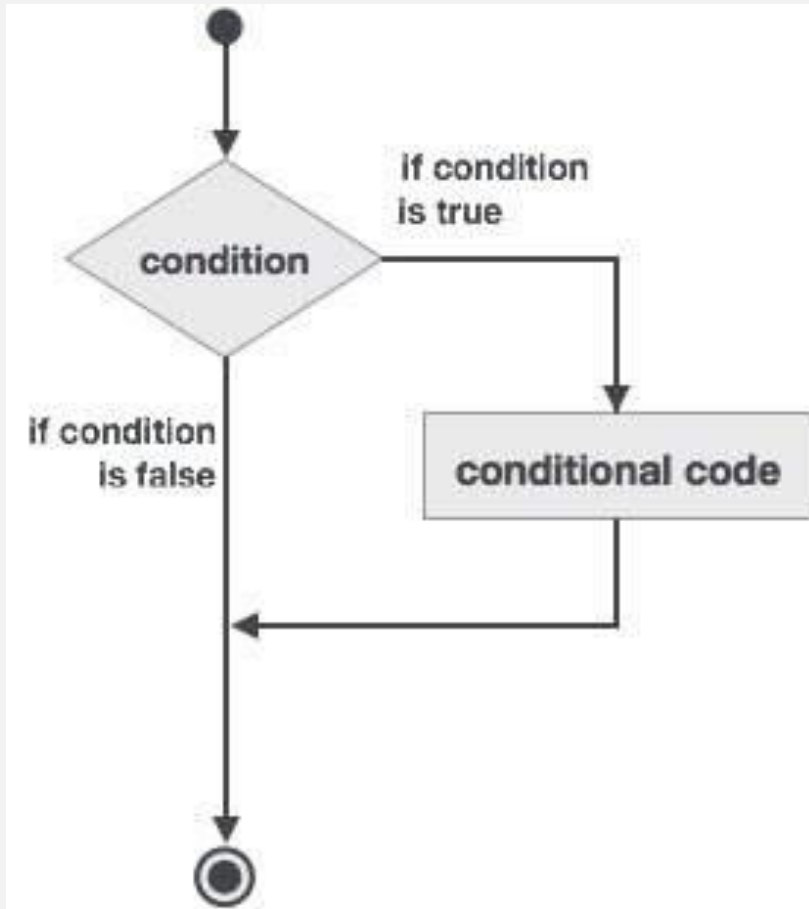 if condition
is true
condition
if condition
is false
conditional code